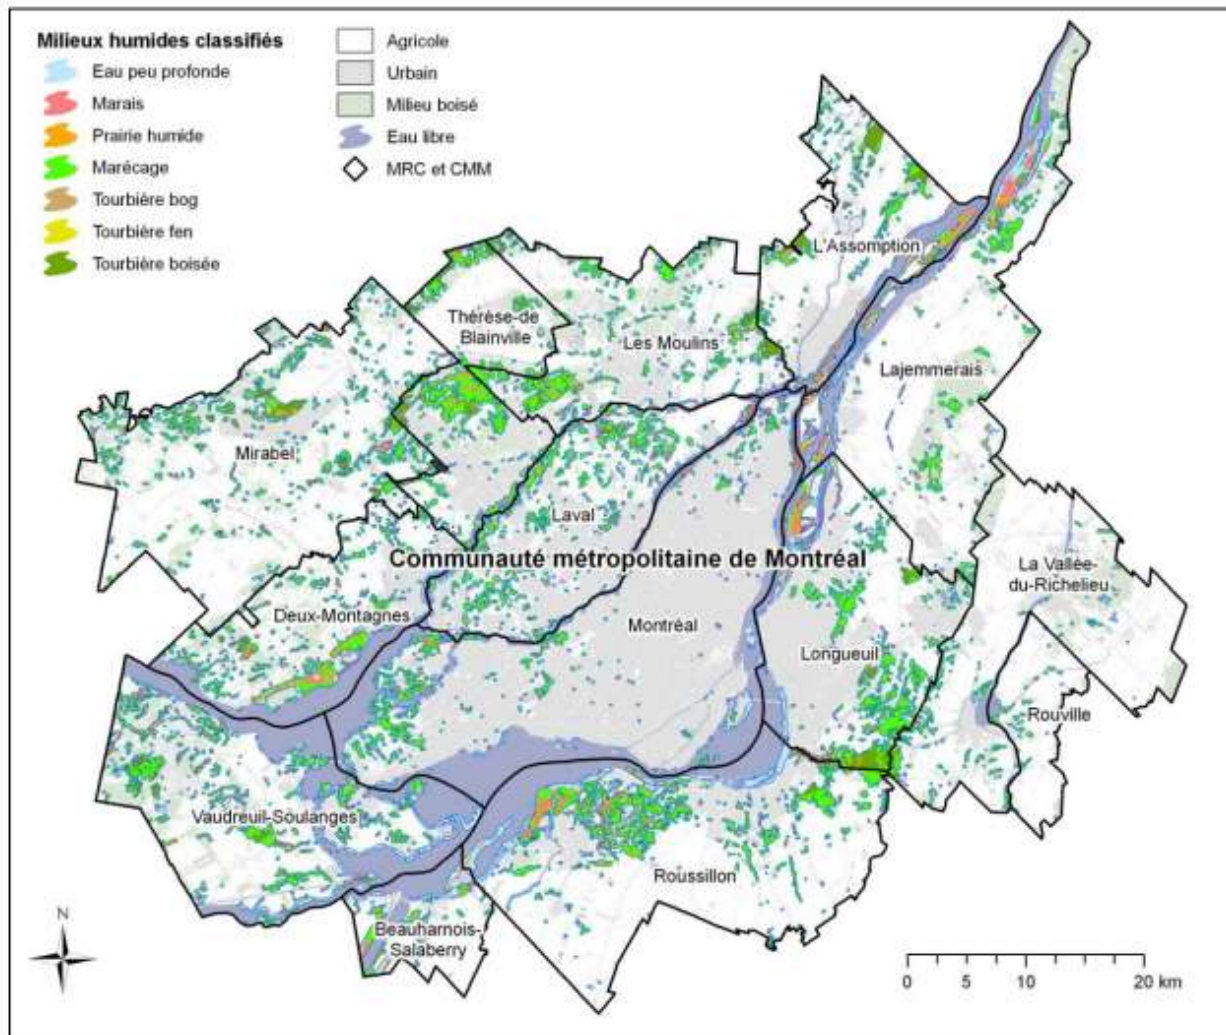 Milieux humides classifiés
Eau peu profonde
Marais
Prairie humide
Marécage
Tourbière bog
Tourbière fen
Tourbière boisée
Agricole
Urbain
Milieu boisé
Eau libre
MRC et CMM
L'Assomption
Thérèse-de
Blainville
Les Moulins
Lajemmerais
Mirabel
Laval
Communauté métropolitaine de Montréal
La Vallée-
du-Richelieu
Deux-Montagnes
Montréal
Longueuil
Rouville
Vaudreuil-Soulanges
Roussillon
Beauharnois-
Salaberry
N
0 5 10 20 km